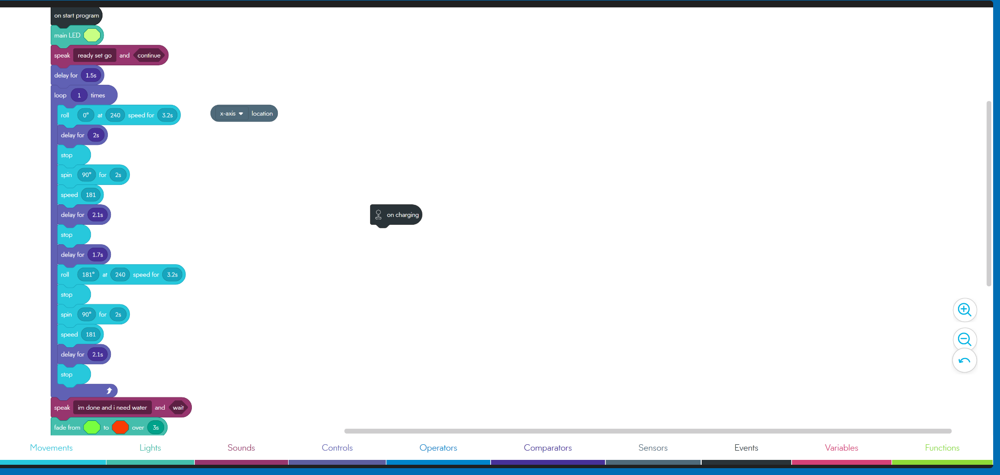 on start program
main LED
speak ready set go and continue
delay for 1.5s
loop 1 times
roll 0° at 240 speed for 3.2s
x-axis location
delay for 2s
stop
spin 90° for 2s
speed 181
delay for 2.1s
on charging
stop
delay for 1.7s
roll 181° at 240 speed for 3.2s
stop
spin 90° for 2s
speed 181
delay for 2.1s
stop
speak im done and i need water and wait
fade from to over 3s
Movements Lights Sounds Controls Operators Comparators Sensors Events Variables Functions